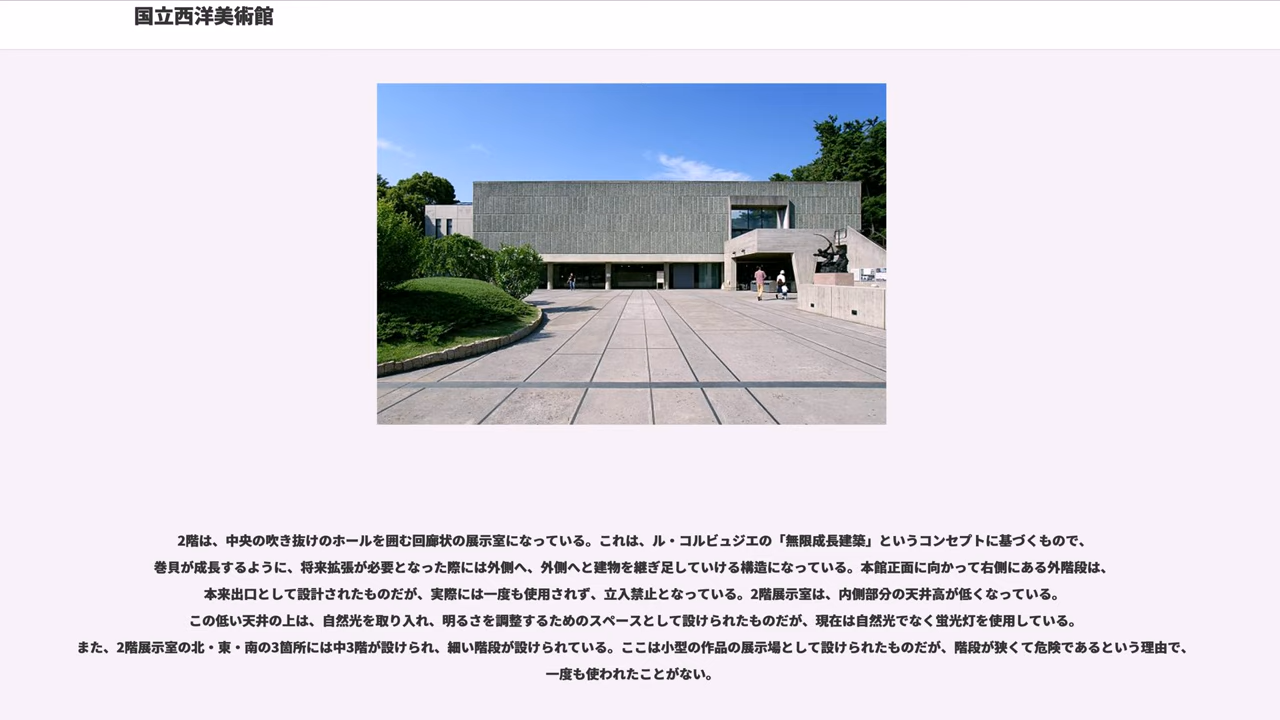 国立西洋美術館
2階は、中央の吹き抜けのホールを囲む回廊状の展示室になっている。これは、ル・コルビュジエの「無限成長建築」というコンセプトに基づくもので、
巻貝が成長するように、将来拡張が必要となった際には外側へ、外側へと建物を継ぎ足していける構造になっている。本館正面に向かって右側にある外階段は、
本来出口として設計されたものだが、実際には一度も使用されず、立入禁止となっている。2階展示室は、内側部分の天井高が低くなっている。
この低い天井の上は、自然光を取り入れ、明るさを調整するためのスペースとして設けられたものだが、現在は自然光でなく蛍光灯を使用している。
また、2階展示室の北・東・南の3箇所には中3階が設けられ、細い階段が設けられている。ここは小型の作品の展示場として設けられたものだが、階段が狭くて危険であるという理由で、
一度も使われたことがない。